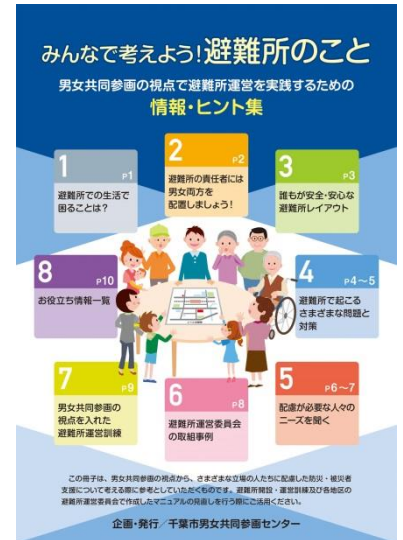 みんなで考えよう!避難所のこと
男女共同参画の視点で避難所運営を実践するための
情報・ヒント集
1 P1
避難所での生活で
困ることは?
2 P2
避難所の責任者には
男女両方を
配置しましょう!
3 P3
誰もが安全・安心な
避難所レイアウト
4 P4~5
避難所で起こる
さまざまな問題と
対策
5 P6~7
配慮が必要な人々の
ニーズを聞く
6 P8
避難所運営委員会
の取組事例
7 P9
男女共同参画の
視点を入れた
避難所運営訓練
8 P10
お役立ち情報一覧
この冊子は、男女共同参画の視点から、さまざまな立場の人たちに配慮した防災・被災者
支援について考える際に参考としていただくものです。避難所開設・運営訓練及び各地区の
避難所運営委員会で作成したマニュアルの見直しを行う際にご活用ください。
企画・発行/千葉市男女共同参画センター